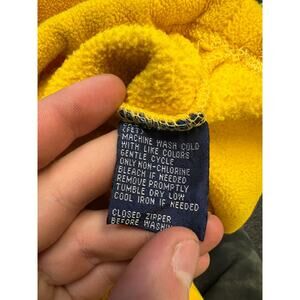 MACHINE WASH COLD
WITH LIKE COLORS
GENTLE CYCLE
ONLY NON-CHLORINE
BLEACH IF NEEDED
REMOVE PROMPTLY
TUMBLE DRY LOW
COOL IRON IF NEEDED
CLOSED ZIPPER
BEFORE WASHIN